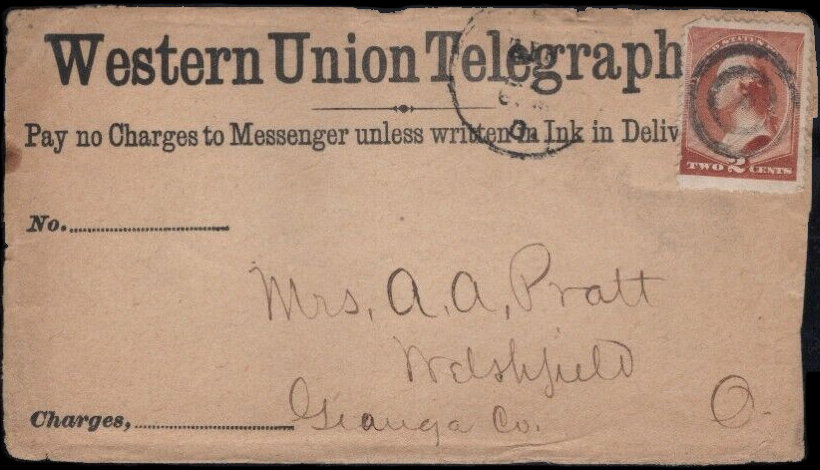 Western Union Telegraph
Pay no Charges to Messenger unless written in Ink in Deliv
TWO 2 CENTS
No.
Mrs. A. A. Pratt
Welshfield
Geauga Co. O.
Charges,